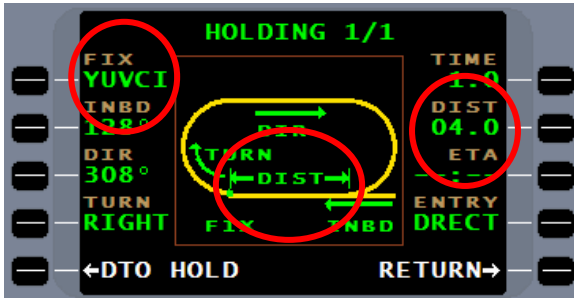 HOLDING 1/1
FIX TIME
YUVCI 1.0
INBD DIST
128° DIR 04.0
DIR TURN ETA
308° DIST --:--
TURN ENTRY
RIGHT FIX INBD DRECT
←DTO HOLD RETURN→